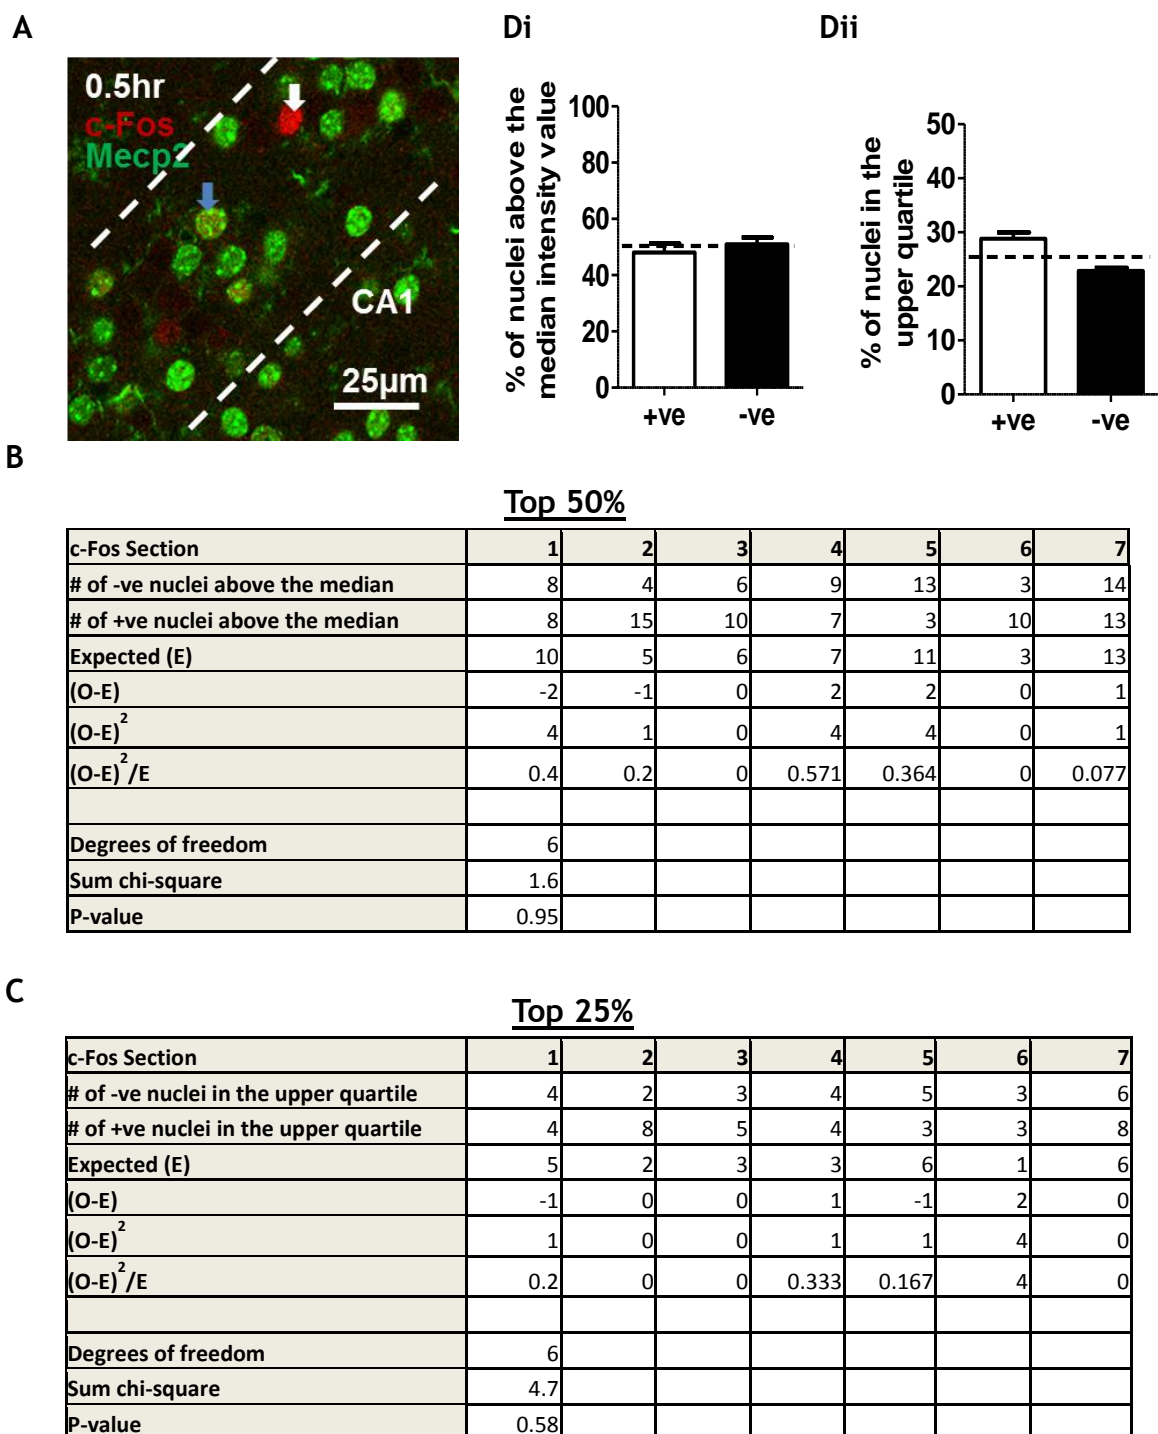 A
Di
Dii
0.5hr
c-Fos
Mecp2
CA1
25µm
% of nuclei above the
median intensity value
100
80
60
40
20
0
+ve -ve
% of nuclei in the
upper quartile
50
40
30
20
10
0
+ve -ve
B
Top 50%
c-Fos Section 1 2 3 4 5 6 7
# of -ve nuclei above the median 8 4 6 9 13 3 14
# of +ve nuclei above the median 8 15 10 7 3 10 13
Expected (E) 10 5 6 7 11 3 13
(O-E) -2 -1 0 2 2 0 1
(O-E)² 4 1 0 4 4 0 1
(O-E)²/E 0.4 0.2 0 0.571 0.364 0 0.077
Degrees of freedom 6
Sum chi-square 1.6
P-value 0.95
C
Top 25%
c-Fos Section 1 2 3 4 5 6 7
# of -ve nuclei in the upper quartile 4 2 3 4 5 3 6
# of +ve nuclei in the upper quartile 4 8 5 4 3 3 8
Expected (E) 5 2 3 3 6 1 6
(O-E) -1 0 0 1 -1 2 0
(O-E)² 1 0 0 1 1 4 0
(O-E)²/E 0.2 0 0 0.333 0.167 4 0
Degrees of freedom 6
Sum chi-square 4.7
P-value 0.58